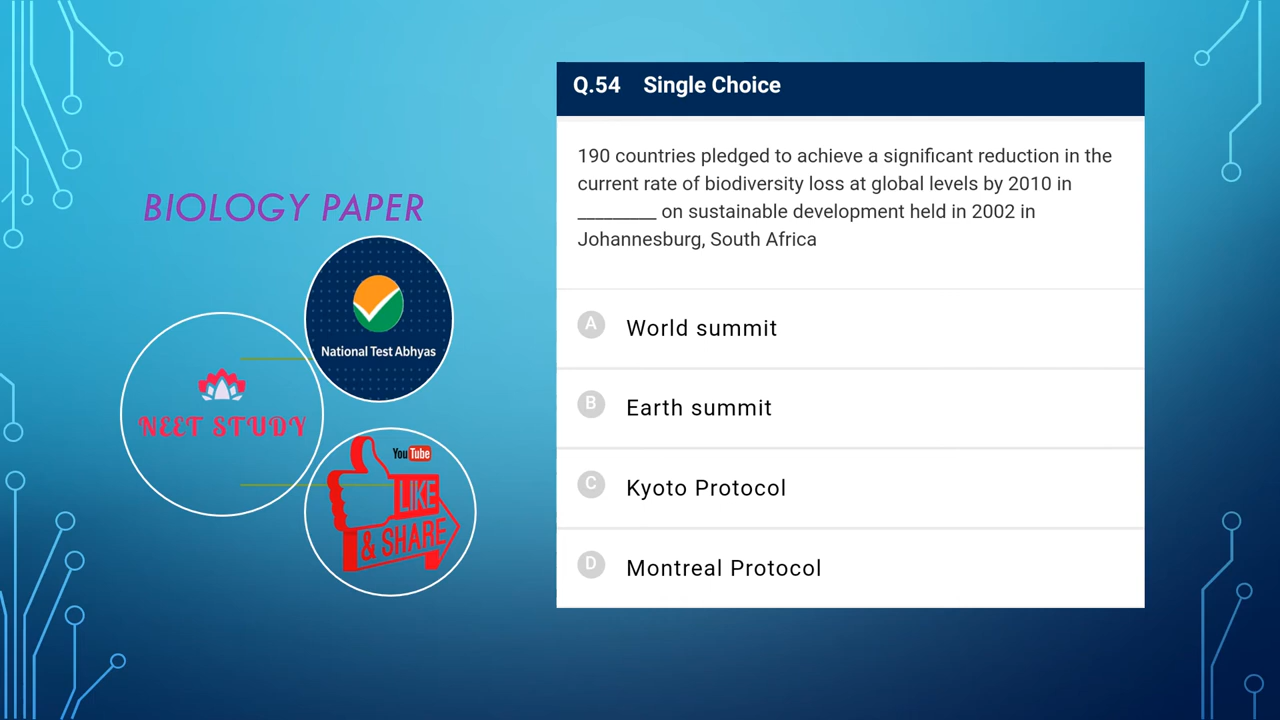 BIOLOGY PAPER
National Test Abhyas
NEET STUDY
YouTube
LIKE
& SHARE
Q.54 Single Choice
190 countries pledged to achieve a significant reduction in the
current rate of biodiversity loss at global levels by 2010 in
________ on sustainable development held in 2002 in
Johannesburg, South Africa
A World summit
B Earth summit
C Kyoto Protocol
D Montreal Protocol